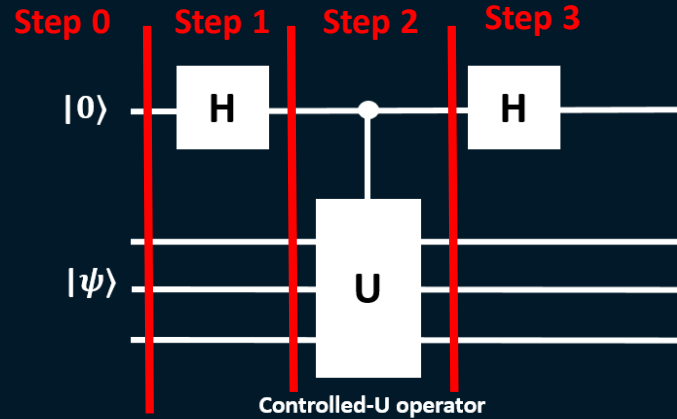 Step 0 Step 1 Step 2 Step 3
|0⟩ H H
|ψ⟩ U
Controlled-U operator